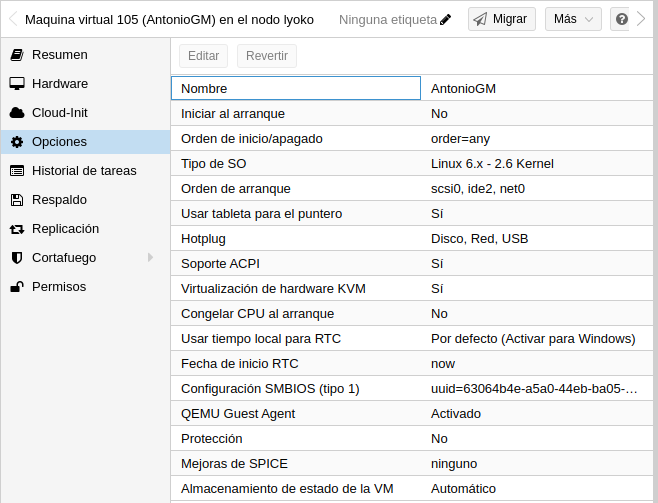 Maquina virtual 105 (AntonioGM) en el nodo lyoko Ninguna etiqueta Migrar Más ?
Resumen
Hardware
Cloud-Init
Opciones
Historial de tareas
Respaldo
Replicación
Cortafuego
Permisos
Editar Revertir
Nombre AntonioGM
Iniciar al arranque No
Orden de inicio/apagado order=any
Tipo de SO Linux 6.x - 2.6 Kernel
Orden de arranque scsi0, ide2, net0
Usar tableta para el puntero Sí
Hotplug Disco, Red, USB
Soporte ACPI Sí
Virtualización de hardware KVM Sí
Congelar CPU al arranque No
Usar tiempo local para RTC Por defecto (Activar para Windows)
Fecha de inicio RTC now
Configuración SMBIOS (tipo 1) uuid=63064b4e-a5a0-44eb-ba05-...
QEMU Guest Agent Activado
Protección No
Mejoras de SPICE ninguno
Almacenamiento de estado de la VM Automático